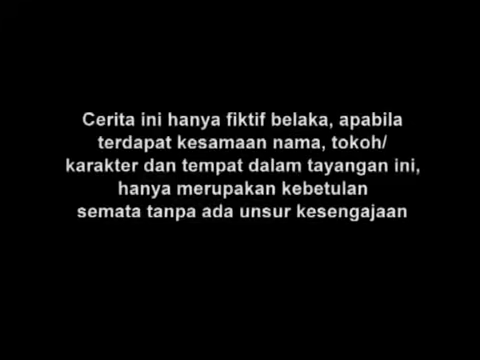 Cerita ini hanya fiktif belaka, apabila
terdapat kesamaan nama, tokoh/
karakter dan tempat dalam tayangan ini,
hanya merupakan kebetulan
semata tanpa ada unsur kesengajaan